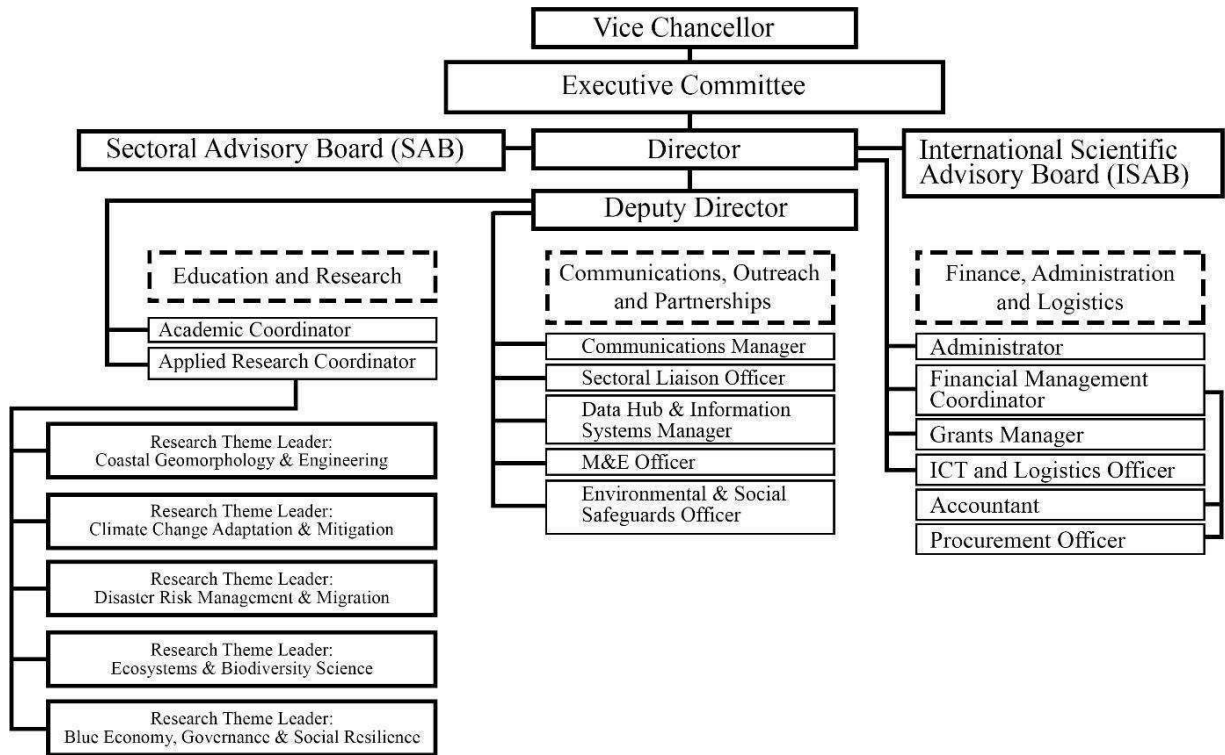 Vice Chancellor
Executive Committee
Sectoral Advisory Board (SAB)
Director
International Scientific
Advisory Board (ISAB)
Deputy Director
Education and Research
Academic Coordinator
Applied Research Coordinator
Research Theme Leader:
Coastal Geomorphology & Engineering
Research Theme Leader:
Climate Change Adaptation & Mitigation
Research Theme Leader:
Disaster Risk Management & Migration
Research Theme Leader:
Ecosystems & Biodiversity Science
Research Theme Leader:
Blue Economy, Governance & Social Resilience
Communications, Outreach
and Partnerships
Communications Manager
Sectoral Liaison Officer
Data Hub & Information
Systems Manager
M&E Officer
Environmental & Social
Safeguards Officer
Finance, Administration
and Logistics
Administrator
Financial Management
Coordinator
Grants Manager
ICT and Logistics Officer
Accountant
Procurement Officer